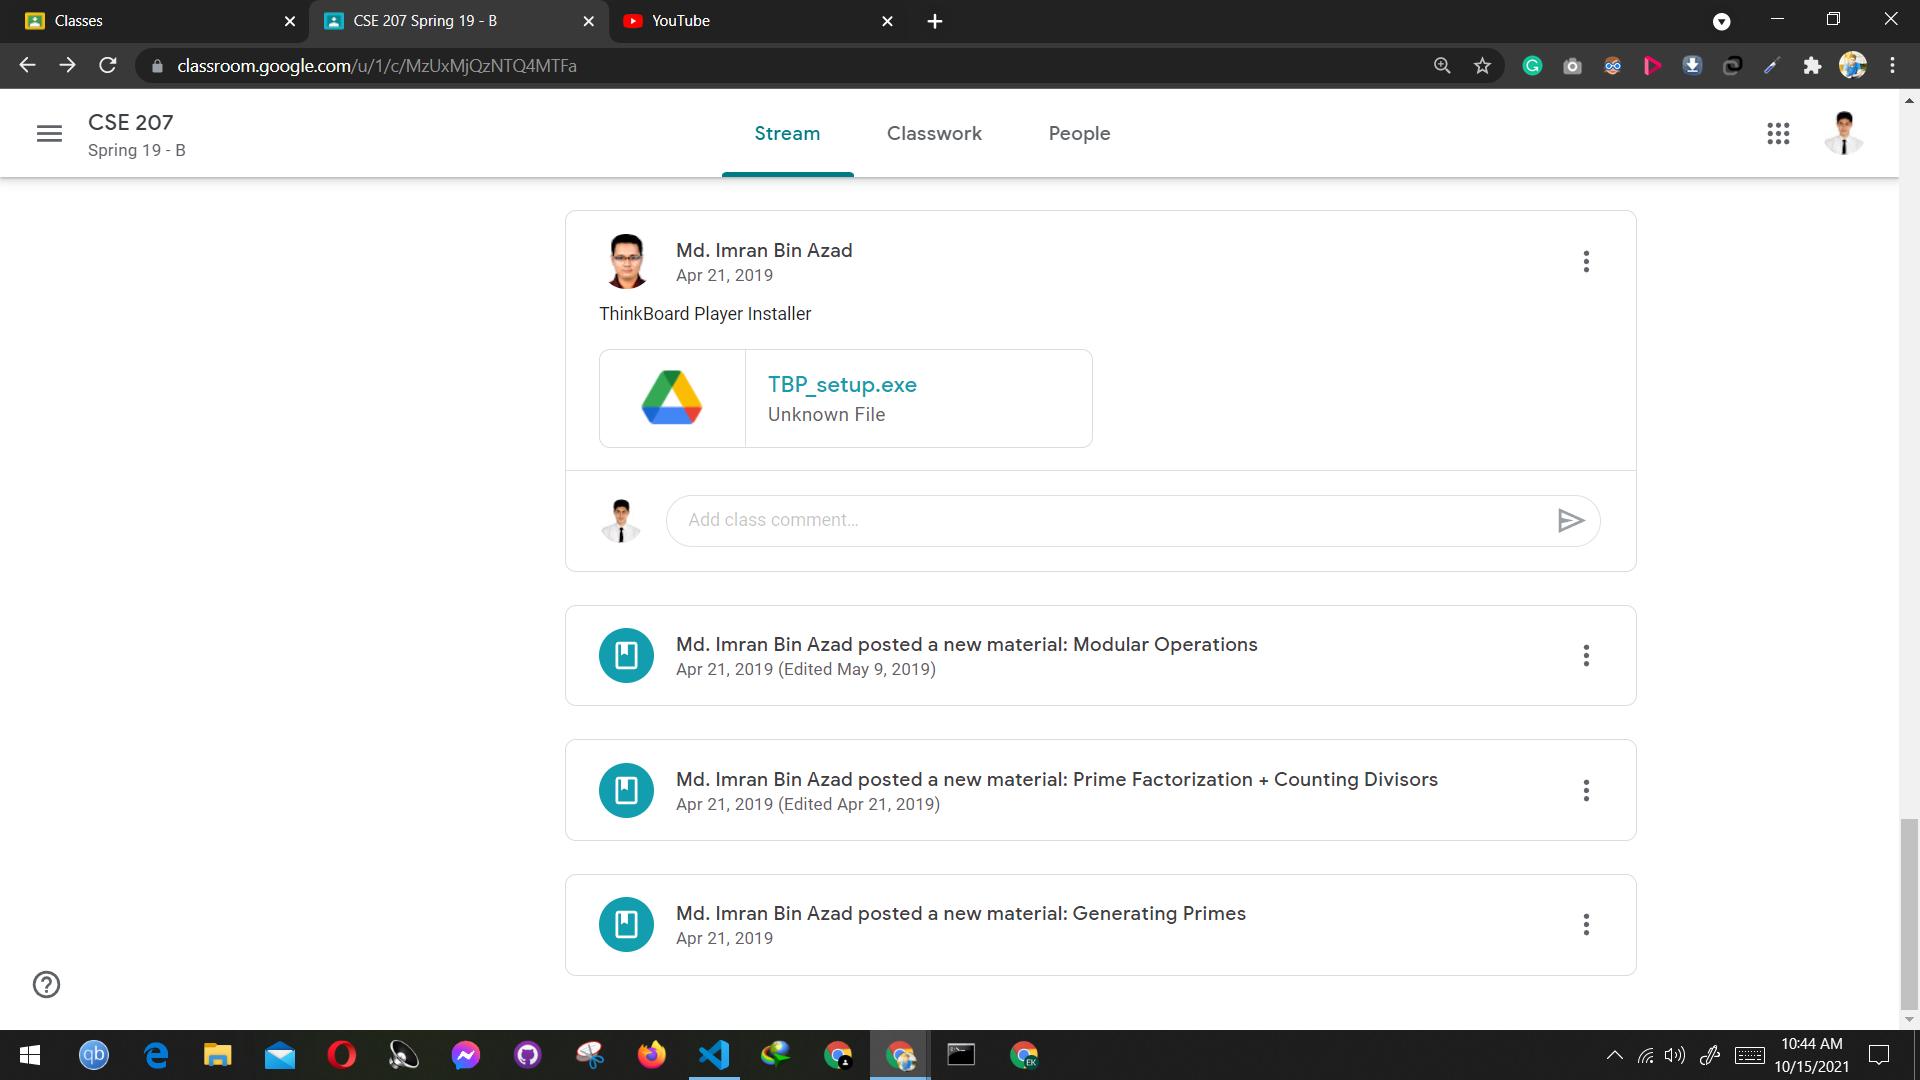 Classes
CSE 207 Spring 19 - B
YouTube
classroom.google.com/u/1/c/MzUxMjQzNTQ4MTFa
CSE 207
Spring 19 - B
Stream
Classwork
People
Md. Imran Bin Azad
Apr 21, 2019
ThinkBoard Player Installer
TBP_setup.exe
Unknown File
Add class comment...
Md. Imran Bin Azad posted a new material: Modular Operations
Apr 21, 2019 (Edited May 9, 2019)
Md. Imran Bin Azad posted a new material: Prime Factorization + Counting Divisors
Apr 21, 2019 (Edited Apr 21, 2019)
Md. Imran Bin Azad posted a new material: Generating Primes
Apr 21, 2019
qb
EK
10:44 AM
10/15/2021